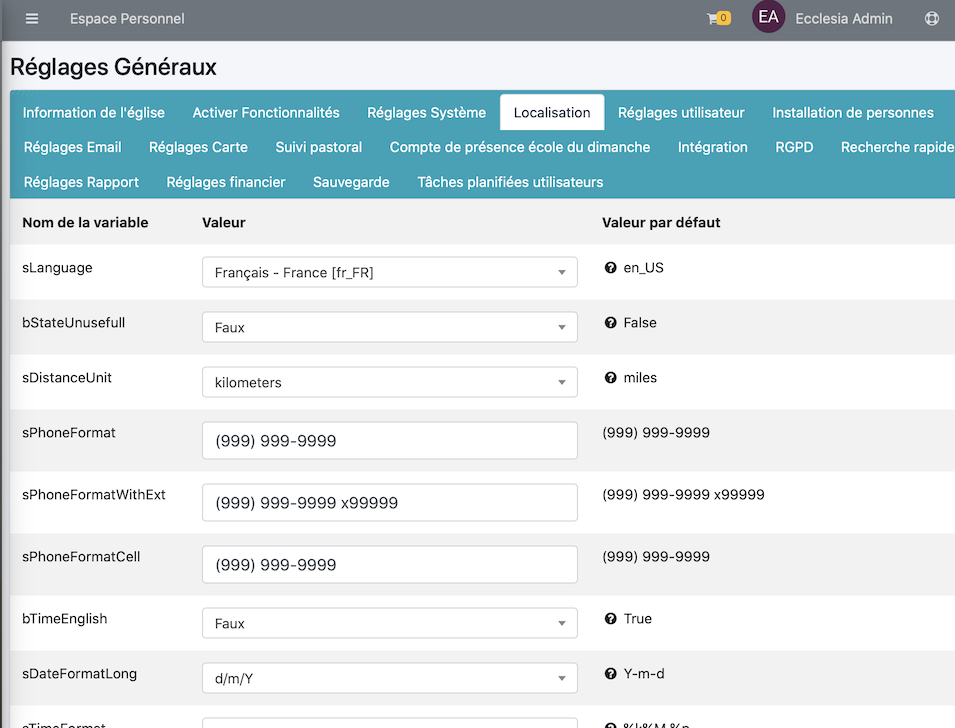 Espace Personnel 0 EA Ecclesia Admin
Réglages Généraux
Information de l'église Activer Fonctionnalités Réglages Système Localisation Réglages utilisateur Installation de personnes
Réglages Email Réglages Carte Suivi pastoral Compte de présence école du dimanche Intégration RGPD Recherche rapide
Réglages Rapport Réglages financier Sauvegarde Tâches planifiées utilisateurs
Nom de la variable Valeur Valeur par défaut
sLanguage Français - France [fr_FR] en_US
bStateUnusefull Faux False
sDistanceUnit kilometers miles
sPhoneFormat (999) 999-9999 (999) 999-9999
sPhoneFormatWithExt (999) 999-9999 x99999 (999) 999-9999 x99999
sPhoneFormatCell (999) 999-9999 (999) 999-9999
bTimeEnglish Faux True
sDateFormatLong d/m/Y Y-m-d
sTimeFormat